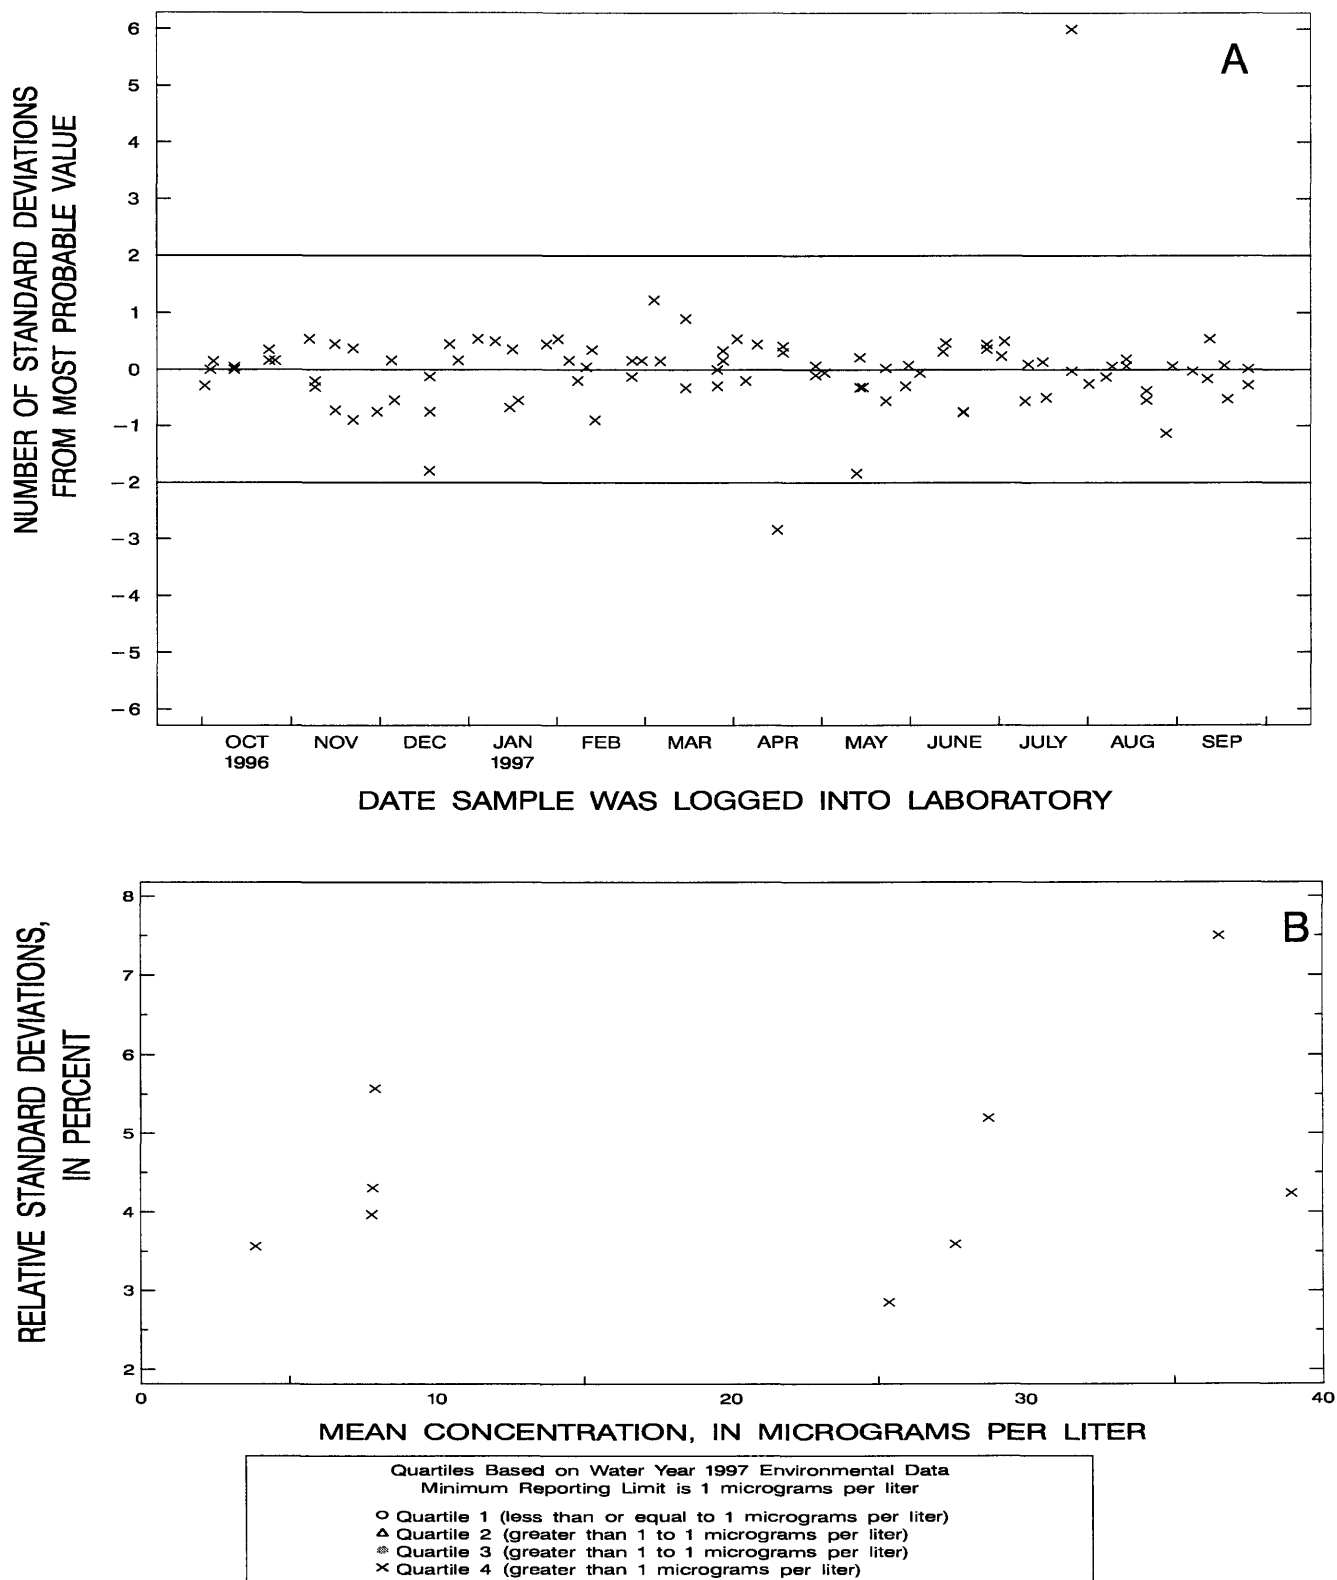 A
NUMBER OF STANDARD DEVIATIONS
FROM MOST PROBABLE VALUE
6
5
4
3
2
1
0
−1
−2
−3
−4
−5
−6
OCT NOV DEC JAN FEB MAR APR MAY JUNE JULY AUG SEP
1996 1997
DATE SAMPLE WAS LOGGED INTO LABORATORY
B
RELATIVE STANDARD DEVIATIONS,
IN PERCENT
8
7
6
5
4
3
2
0 10 20 30 40
MEAN CONCENTRATION, IN MICROGRAMS PER LITER
Quartiles Based on Water Year 1997 Environmental Data
Minimum Reporting Limit is 1 micrograms per liter
Quartile 1 (less than or equal to 1 micrograms per liter)
Quartile 2 (greater than 1 to 1 micrograms per liter)
Quartile 3 (greater than 1 to 1 micrograms per liter)
Quartile 4 (greater than 1 micrograms per liter)